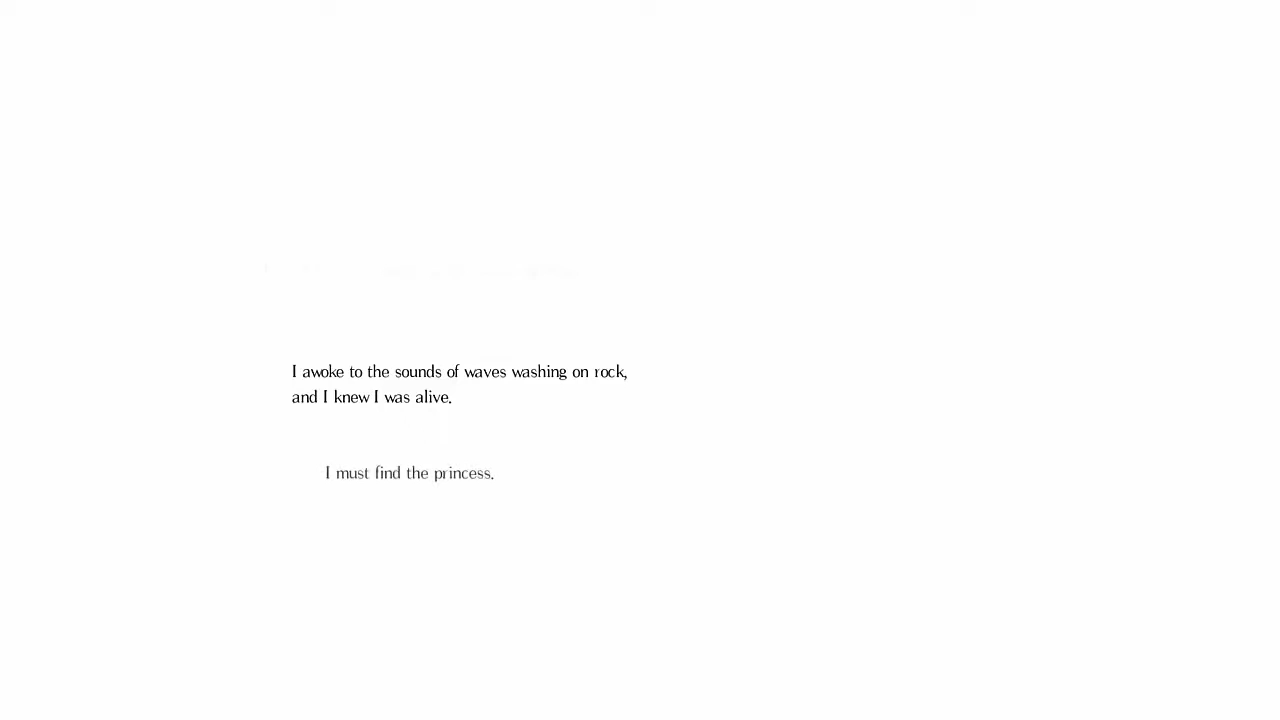 I awoke to the sounds of waves washing on rock,
and I knew I was alive.
I must find the princess.